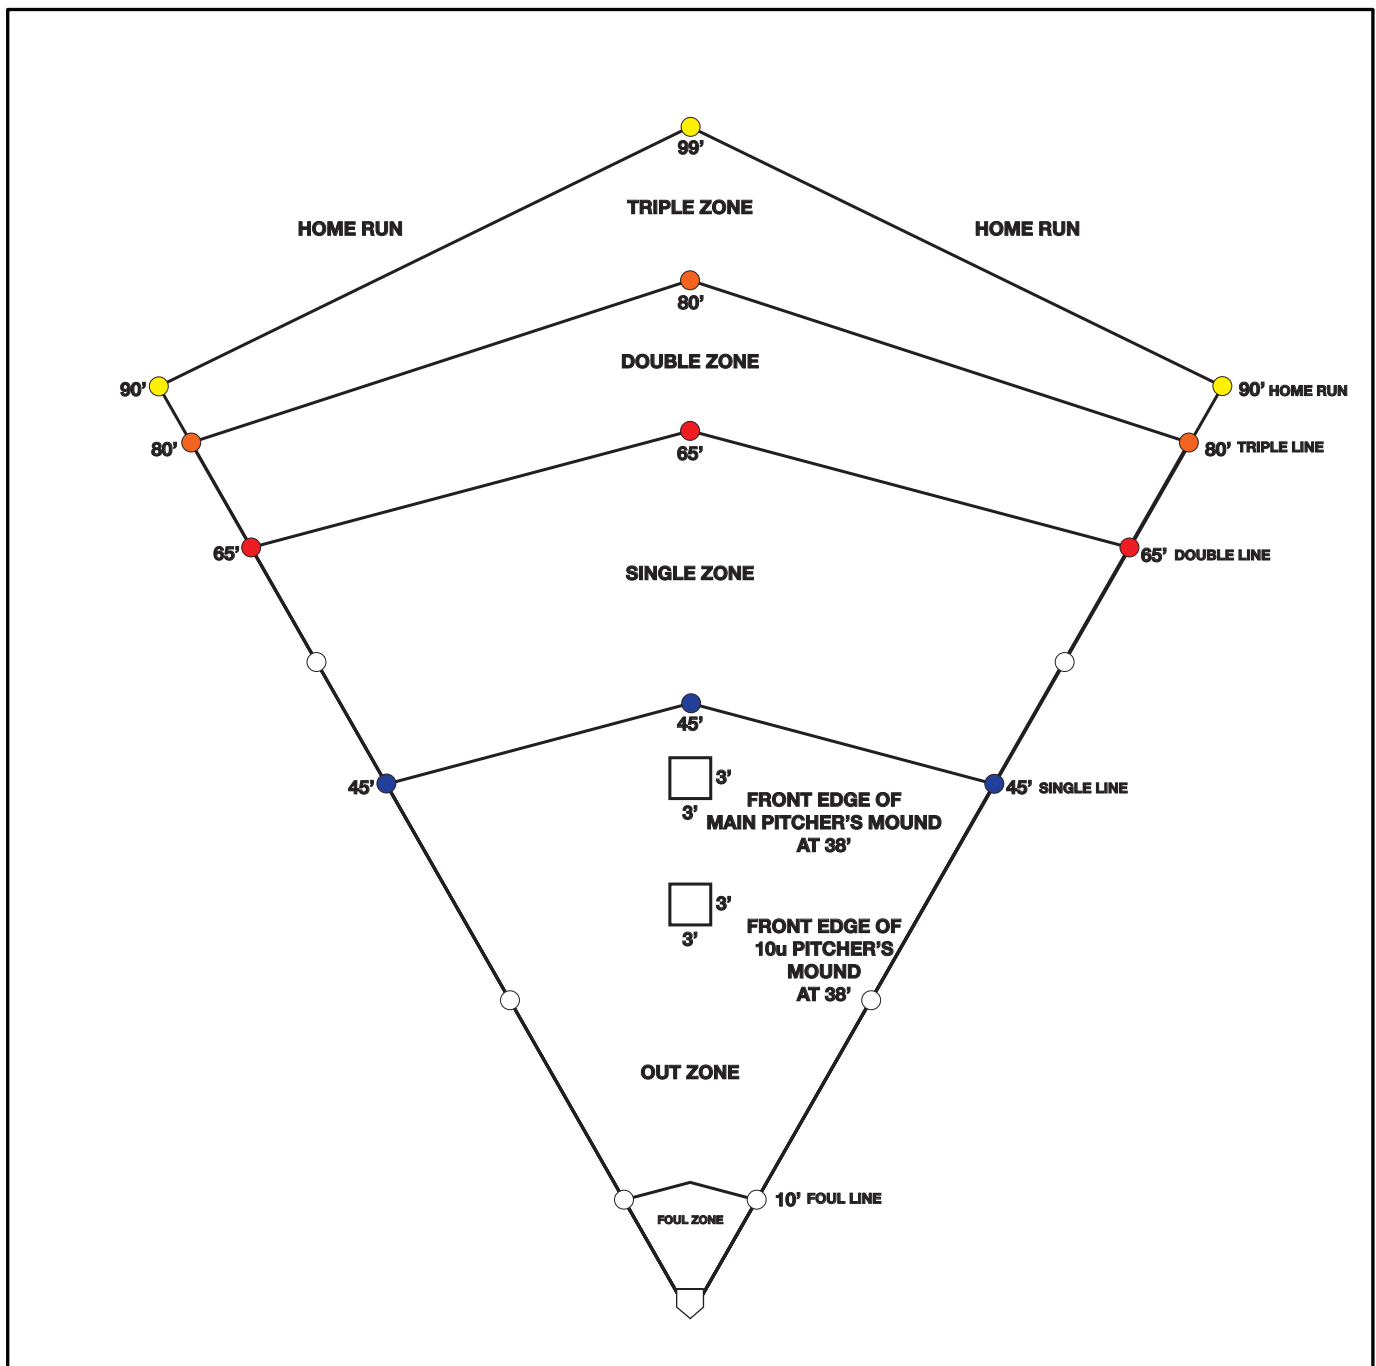 99’
TRIPLE ZONE
HOME RUN
HOME RUN
80’
DOUBLE ZONE
90’
90’ HOME RUN
80’
80’ TRIPLE LINE
65’
65’
65’ DOUBLE LINE
SINGLE ZONE
45’
45’
45’ SINGLE LINE
3’
3’
FRONT EDGE OF
MAIN PITCHER’S MOUND
AT 38’
3’
3’
FRONT EDGE OF
10u PITCHER’S
MOUND
AT 38’
OUT ZONE
10’ FOUL LINE
FOUL ZONE